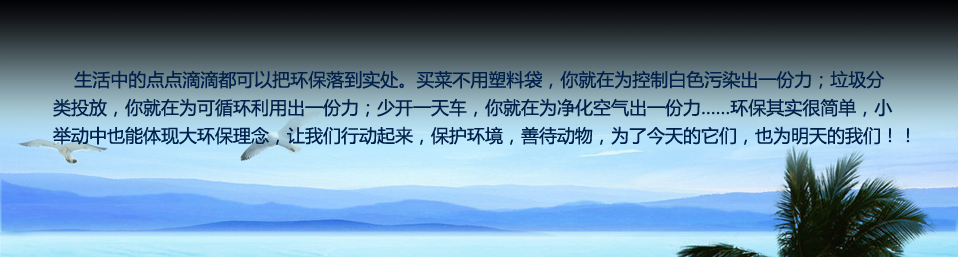 生活中的点点滴滴都可以把环保落到实处。买菜不用塑料袋，你就在为控制白色污染出一份力；垃圾分
类投放，你就在为可循环利用出一份力；少开一天车，你就在为净化空气出一份力……环保其实很简单，小
举动中也能体现大环保理念，让我们行动起来，保护环境，善待动物，为了今天的它们，也为明天的我们！！